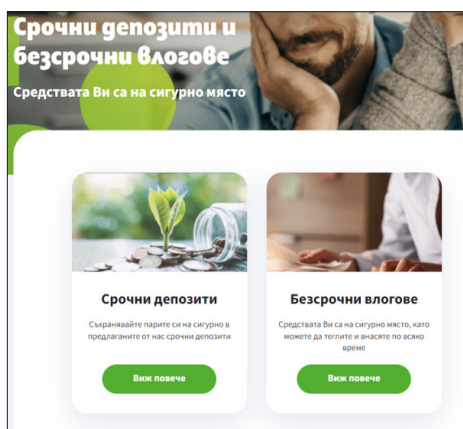 Срочни депозити и
безсрочни влогове
Средствата Ви са на сигурно място
Срочни депозити
Съхранявайте парите си на сигурно в
предлаганите от нас срочни депозити
Виж повече
Безсрочни влогове
Средствата Ви са на сигурно място, като
можете да теглите и внасяте по всяко
време
Виж повече